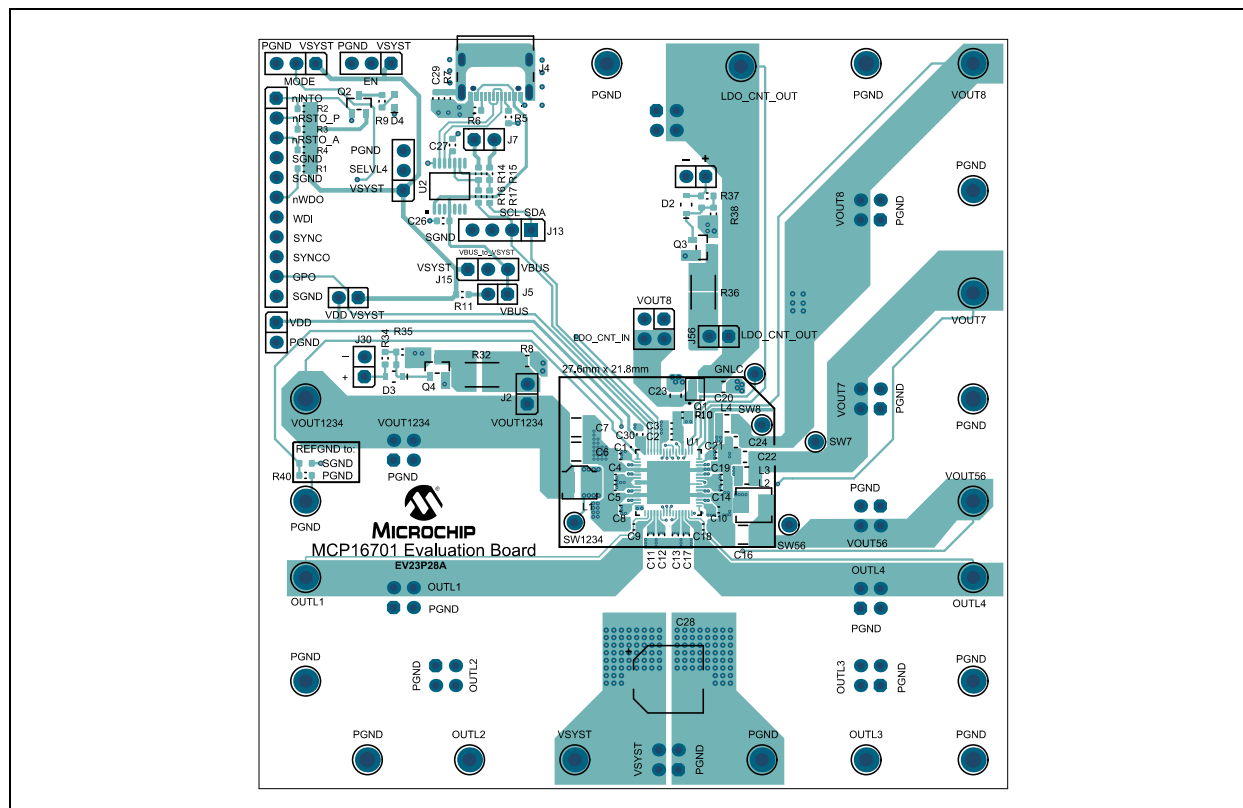 PGND VSYST PGND VSYST
MODE EN
nINTO
nRSTO_P
nRSTO_A
SGND
SGND
nWDO
WDI
SYNC
SYNCO
GPO
SGND
VDD
PGND
Q2
R2
R3
R4
R1
R9 D4
C29 R7 J4
R6 R5
J7
C27
PGND
SELVL4
VSYST
U2
R14 R15
R16 R17
C26
SCL SDA
SGND J13
VBUS_to_VSYST
VSYST VBUS
J15
J5
R11
VBUS
VDD VSYST
PGND
LDO_CNT_OUT
PGND
VOUT8
PGND
VOUT8 PGND
- +
R37
D2
R38
Q3
R36
VOUT8
LDO_CNT_IN
J56
LDO_CNT_OUT
VOUT7
VOUT7 PGND
PGND
J30
R34 R35
-
+
D3 Q4
R32 R8
J2
VOUT1234
VOUT1234
VOUT1234
PGND
REFGND to:
SGND
PGND
R40
PGND
27.6mm x 21.8mm
GNLC
C23 Q1 C20
R10
L4
SW8
SW7
C7 C3
C30 C2
C6 C1
U1 C21 C24
C22
C4 C19
L3
L2
C5 C14
L1 C8 C10
SW1234
C9 C18
C11 C12 C13 C17
C16
SW56
VOUT56
PGND
VOUT56
MICROCHIP
MCP16701 Evaluation Board
EV23P28A
OUTL1
OUTL1
PGND
OUTL4
PGND
OUTL4
PGND
PGND OUTL2
C28
+
OUTL3 PGND
PGND
PGND
OUTL2
VSYST
VSYST PGND
PGND
OUTL3
PGND